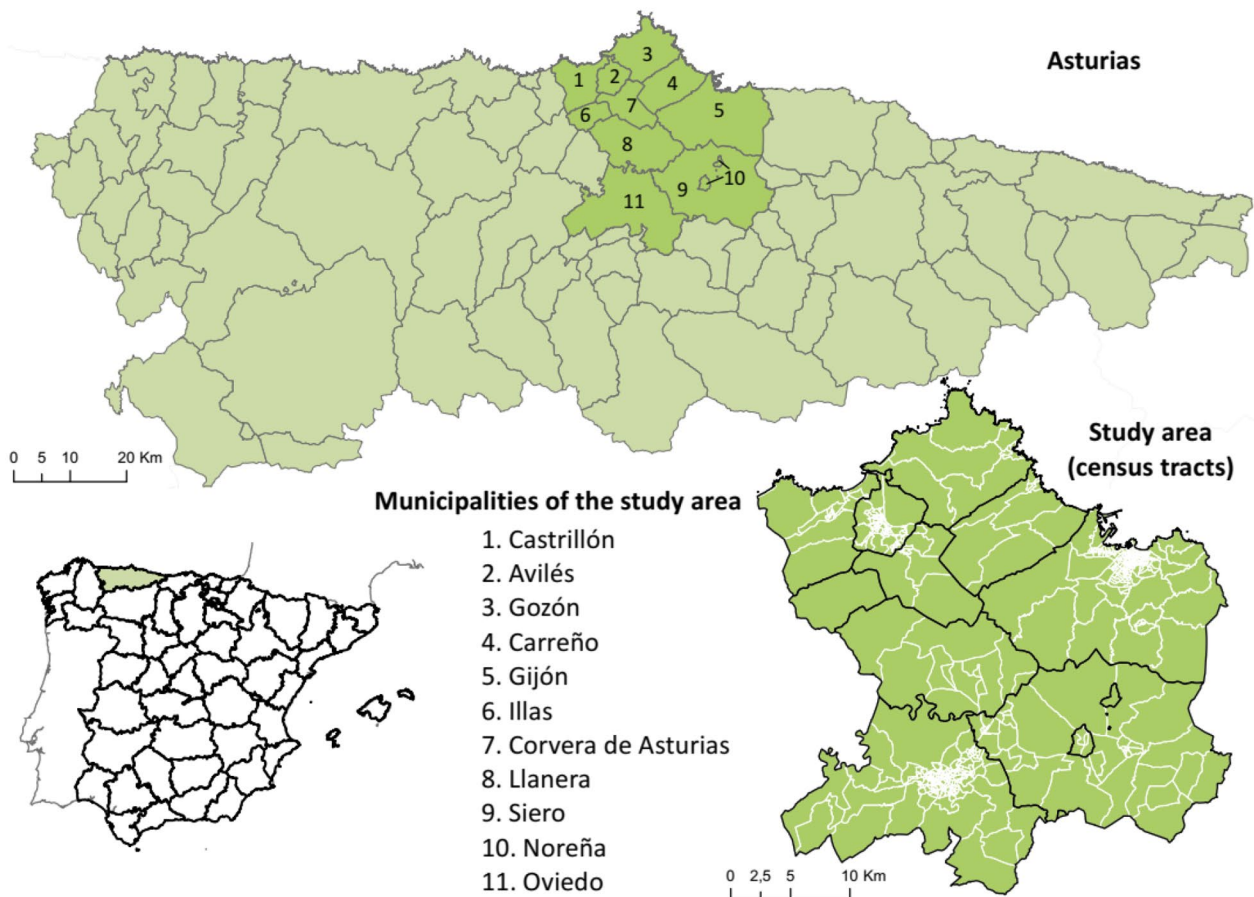 Asturias
3
1
2
4
7
5
6
8
10
9
11
0 5 10 20 Km
Study area
(census tracts)
Municipalities of the study area
1. Castrillón
2. Avilés
3. Gozón
4. Carreño
5. Gijón
6. Illas
7. Corvera de Asturias
8. Llanera
9. Siero
10. Noreña
11. Oviedo
0 2,5 5 10 Km